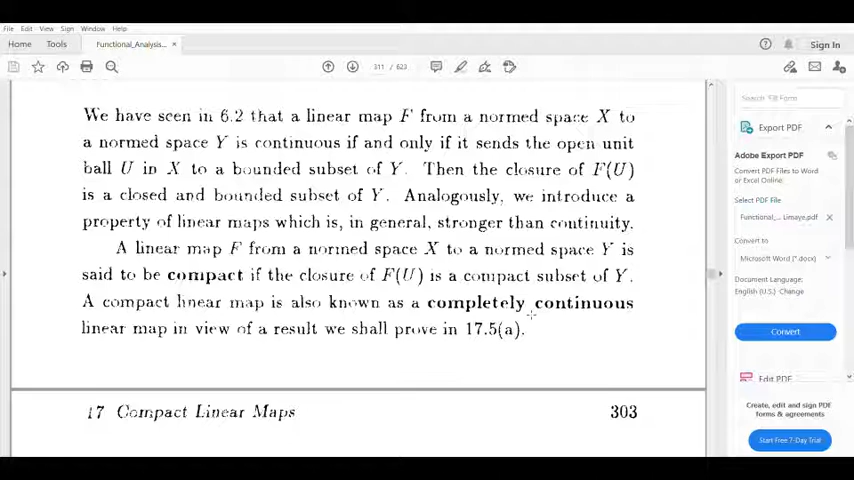 File Edit View Sign Window Help
Home Tools Functional_Analysis... × Sign In
311 / 623
We have seen in 6.2 that a linear map F from a normed space X to
a normed space Y is continuous if and only if it sends the open unit
ball U in X to a bounded subset of Y. Then the closure of F(U)
is a closed and bounded subset of Y. Analogously, we introduce a
property of linear maps which is, in general, stronger than continuity.
A linear map F from a normed space X to a normed space Y is
said to be compact if the closure of F(U) is a compact subset of Y.
A compact linear map is also known as a completely continuous
linear map in view of a result we shall prove in 17.5(a).
17 Compact Linear Maps 303
Export PDF
Adobe Export PDF
Convert PDF Files to Word
or Excel Online.
Select PDF File
Functional_... Limaye.pdf ×
Convert to
Microsoft Word (*.docx)
Document Language:
English (U.S.) Change
Convert
Edit PDF
Create, edit and sign PDF
forms & agreements
Start Free 7-Day Trial